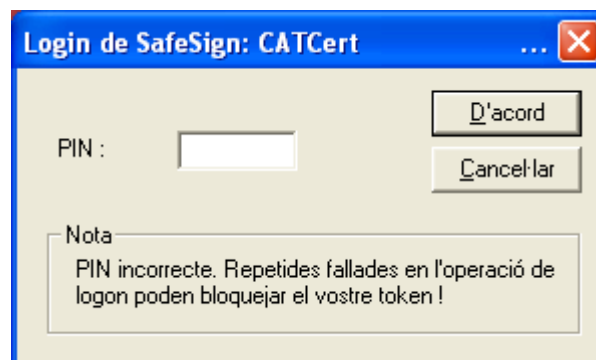 Login de SafeSign: CATCert ...
D'acord
PIN :
Cancel·lar
Nota
PIN incorrecte. Repetides fallades en l'operació de
logon poden bloquejar el vostre token !